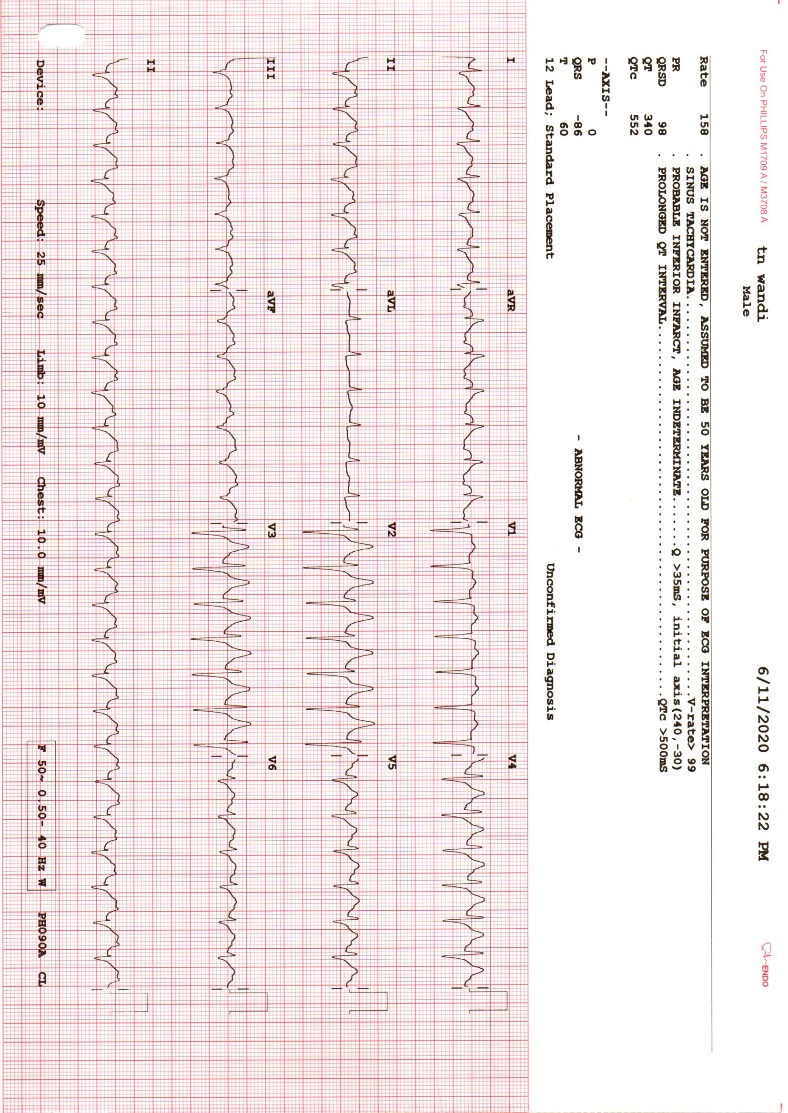 For Use On PHILLIPS M1709 A / M3708 A
tn wandi
Male
6/11/2020 6:18:22 PM
ENDO
Rate 158 . AGE IS NOT ENTERED, ASSUMED TO BE 50 YEARS OLD FOR PURPOSE OF ECG INTERPRETATION
. SINUS TACHYCARDIA.......................................................V-rate> 99
PR . PROBABLE INFERIOR INFARCT, AGE INDETERMINATE ......Q >35mS, initial axis(240,-30)
QRSD 98 . PROLONGED QT INTERVAL..................................................QTc >500mS
QT 340
QTc 552
--AXIS--
P 0
QRS -86
T 60
- ABNORMAL ECG -
12 Lead; Standard Placement
Unconfirmed Diagnosis
I aVR V1 V4
II aVL V2 V5
III aVF V3 V6
II
Device: Speed: 25 mm/sec Limb: 10 mm/mV Chest: 10.0 mm/mV F 50~ 0.50- 40 Hz W PH090A CL